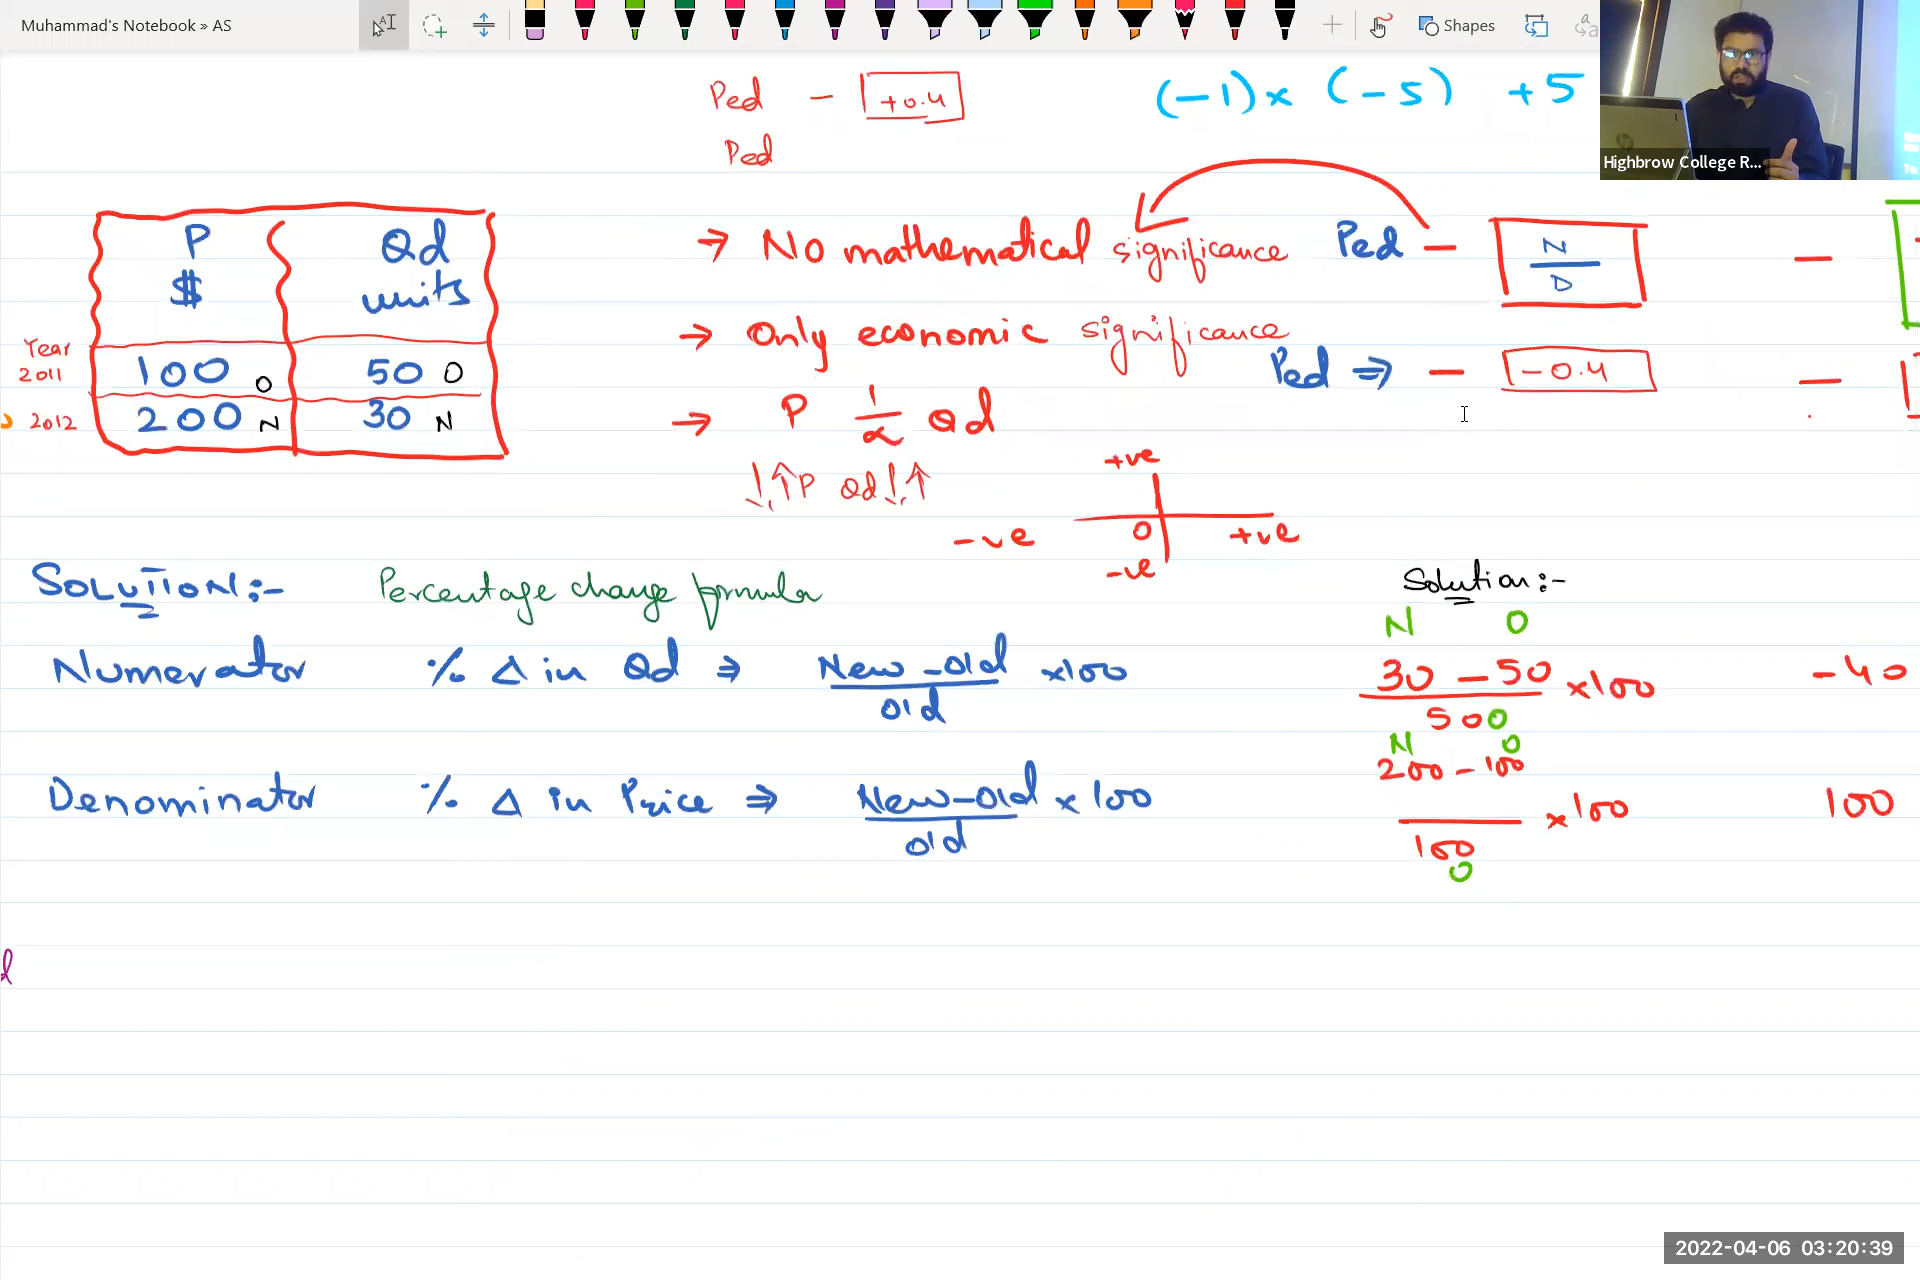 Muhammad's Notebook » AS
Shapes
Highbrow College R...
Ped - +0.4
(-1)x (-5) +5
Ped
P $
Qd units
Year 2011 100 O 50 O
2012 200 N 30 N
→ No mathematical significance
→ Only economic significance
→ P 1/α Qd
↓↑P Qd↓↑
Ped - N/D -
Ped ⇒ - -0.4 -
+ve
-ve O +ve
-ve
SOLUTION:- Percentage change formula
Numerator % Δ in Qd ⇒ New-Old/old x100
Denominator % Δ in Price ⇒ New-Old/old x 100
Solution:-
N O
30 - 50 x100 -40
50 O
N O
200 - 100
x100 100
100
O
d
2022-04-06 03:20:39